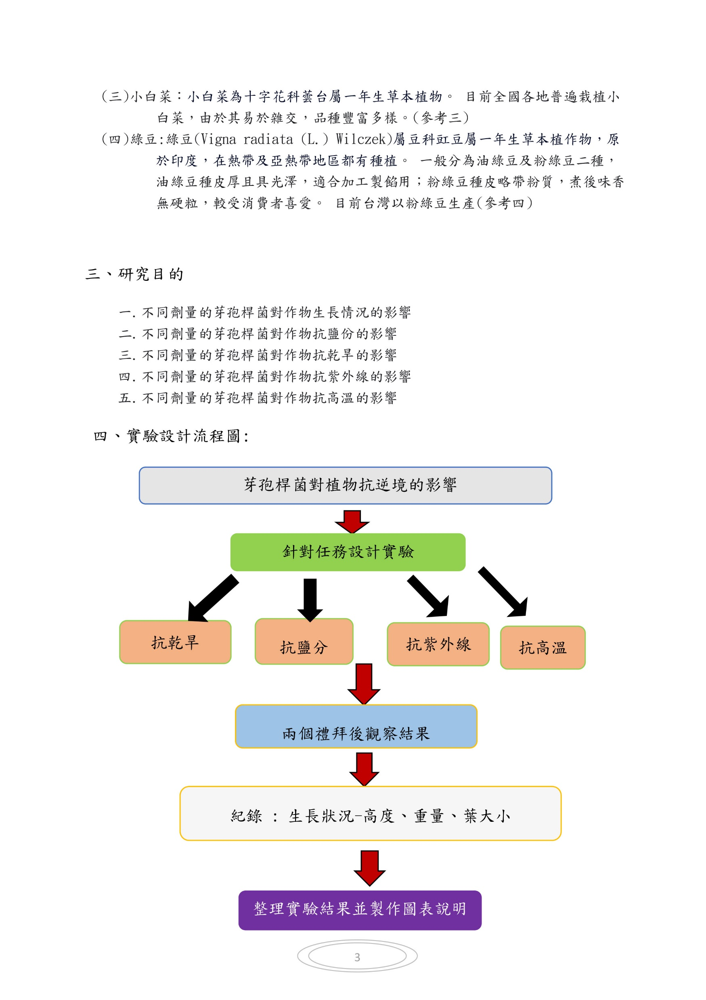 (三)小白菜：小白菜為十字花科蕓台屬一年生草本植物。 目前全國各地普遍栽植小
白菜，由於其易於雜交，品種豐富多樣。(參考三)
(四)綠豆:綠豆(Vigna radiata (L.) Wilczek)屬豆科豇豆屬一年生草本植作物，原
於印度，在熱帶及亞熱帶地區都有種植。 一般分為油綠豆及粉綠豆二種，
油綠豆種皮厚且具光澤，適合加工製餡用；粉綠豆種皮略帶粉質，煮後味香
無硬粒，較受消費者喜愛。 目前台灣以粉綠豆生產(參考四)
三、研究目的
一. 不同劑量的芽孢桿菌對作物生長情況的影響
二. 不同劑量的芽孢桿菌對作物抗鹽份的影響
三. 不同劑量的芽孢桿菌對作物抗乾旱的影響
四. 不同劑量的芽孢桿菌對作物抗紫外線的影響
五. 不同劑量的芽孢桿菌對作物抗高溫的影響
四、實驗設計流程圖:
芽孢桿菌對植物抗逆境的影響
針對任務設計實驗
抗乾旱
抗鹽分
抗紫外線
抗高溫
兩個禮拜後觀察結果
紀錄 : 生長狀況-高度、重量、葉大小
整理實驗結果並製作圖表說明
3